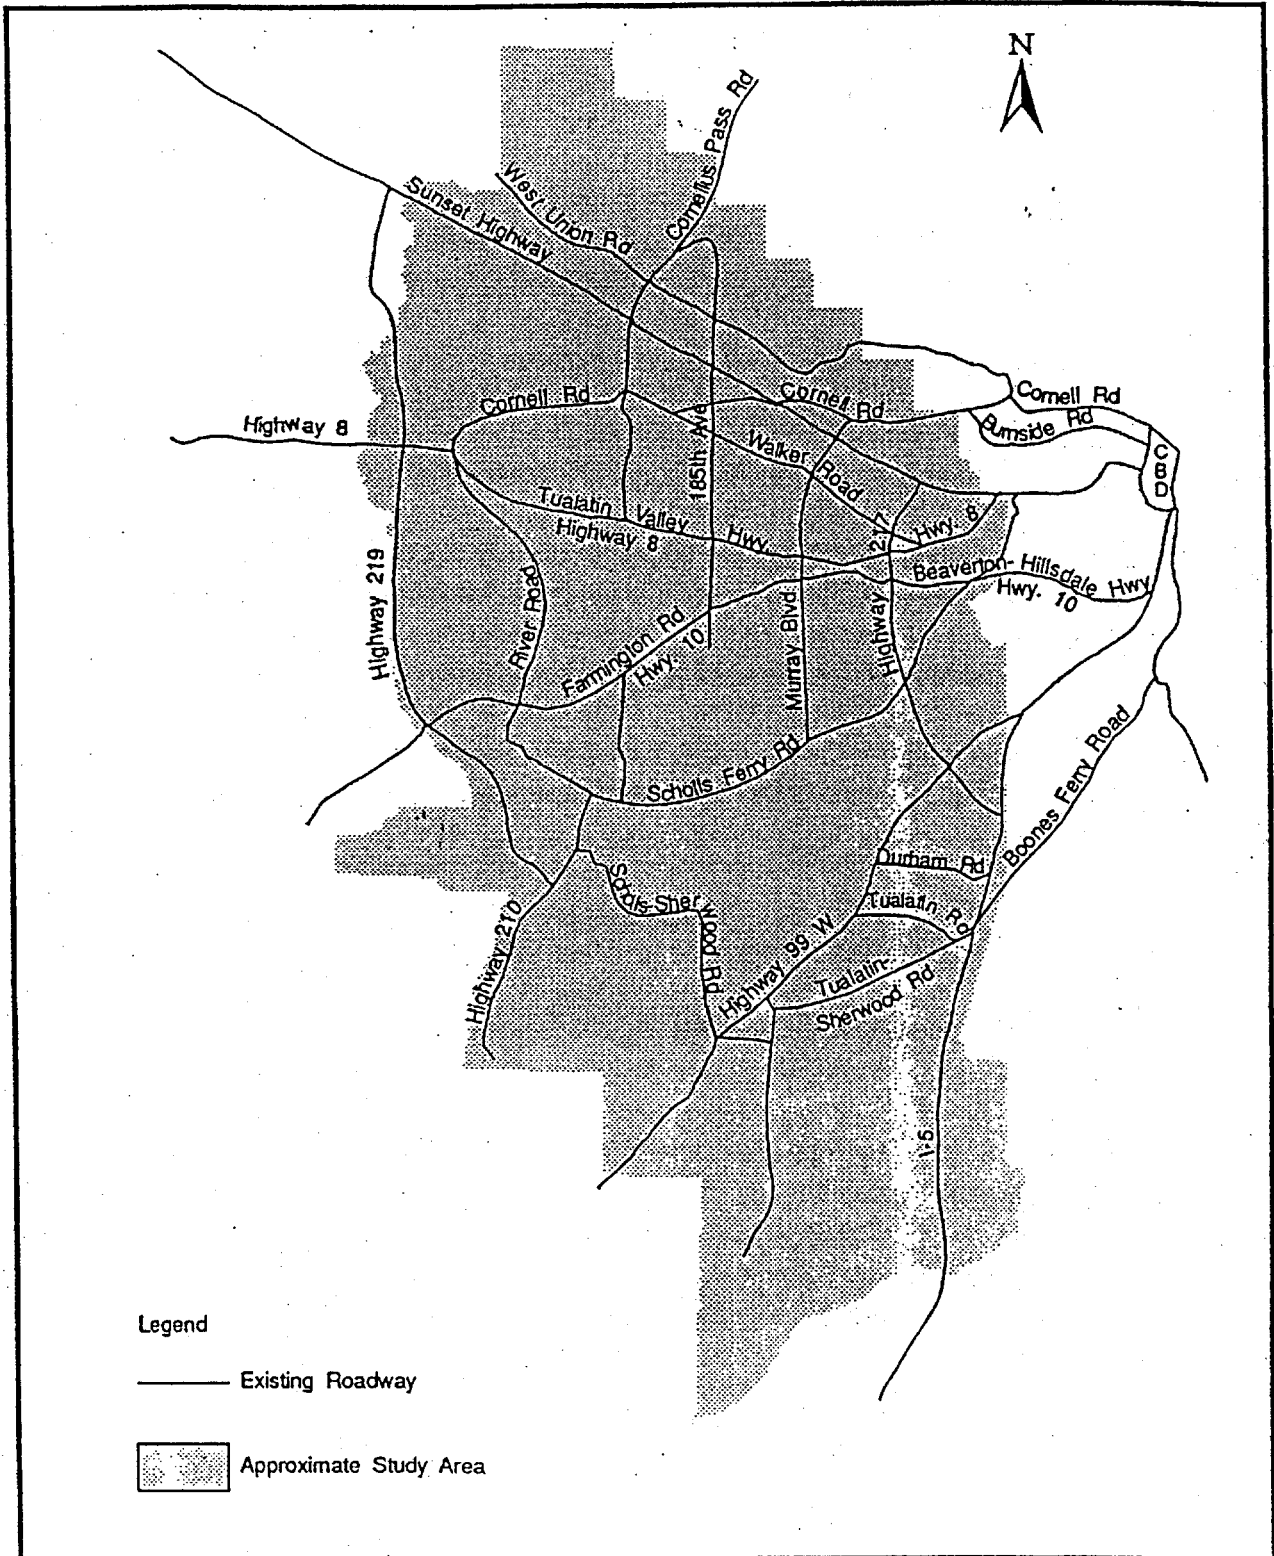 N
Cornelius Pass Rd
West Union Rd
Sunset Highway
Cornell Rd
Cornell Rd
Cornell Rd
Burnside Rd
Highway 8
185th Ave
Walker Road
C
B
D
Tualatin Valley Hwy
Highway 8
Highway 217
Hwy. 8
Beaverton-Hillsdale Hwy
Hwy. 10
Highway 219
River Road
Farmington Rd
Hwy. 10
Murray Blvd
Scholls Ferry Rd
Boones Ferry Road
Durham Rd
Scholls-Sherwood Rd
Tualatin Rd
Highway 210
Highway 99 W
Tualatin-
Sherwood Rd
I-5
Legend
Existing Roadway
Approximate Study Area